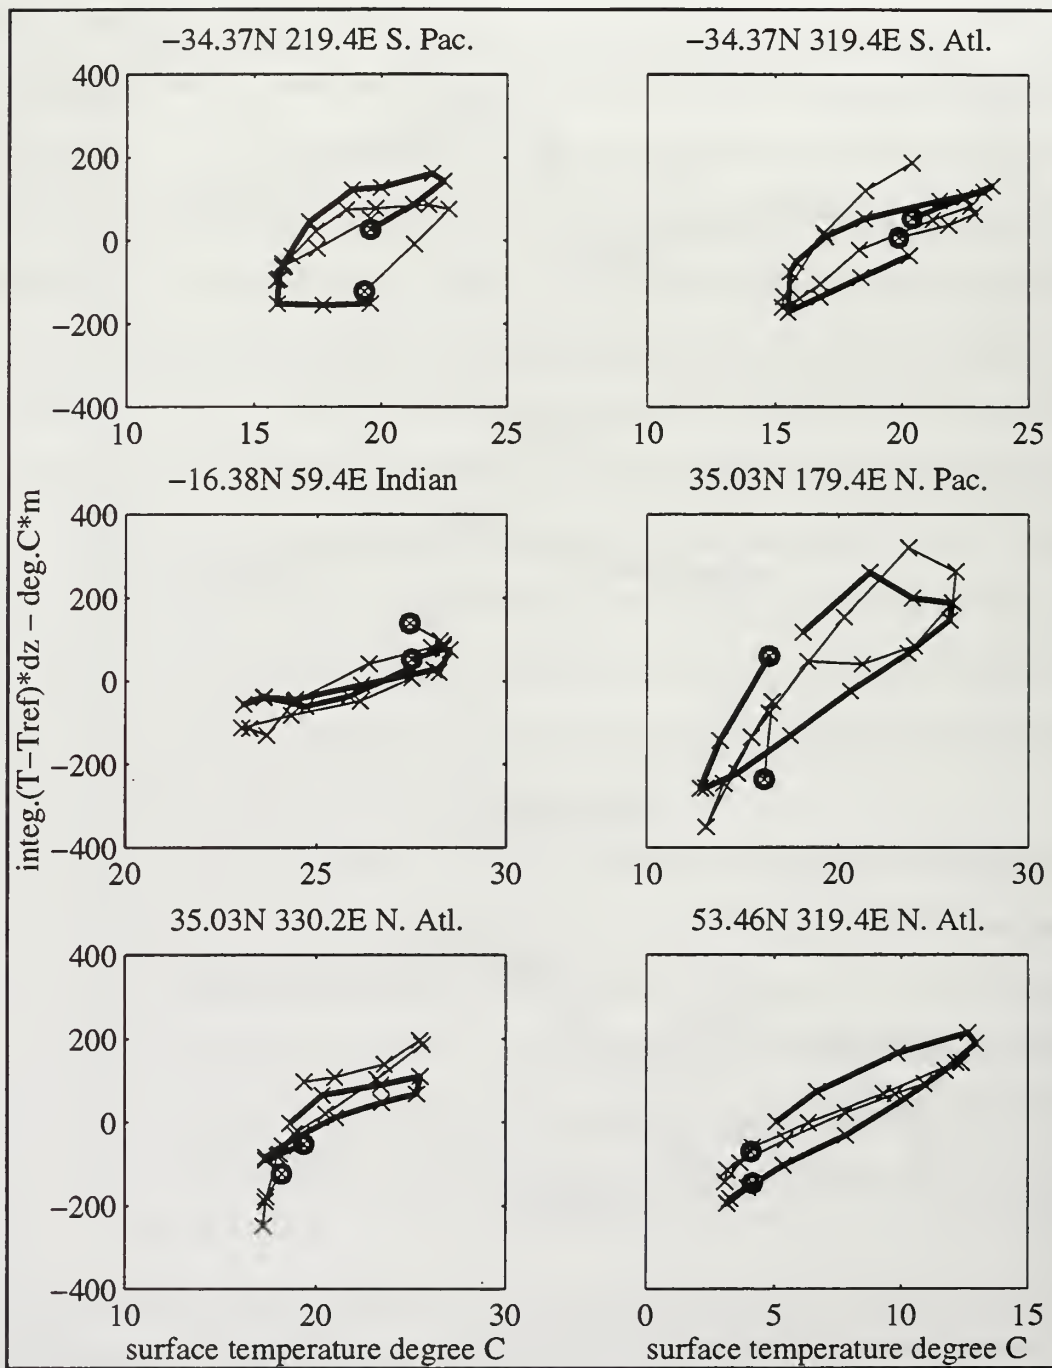 −34.37N 219.4E S. Pac.
−34.37N 319.4E S. Atl.
400
200
0
−200
−400
10 15 20 25
10 15 20 25
−16.38N 59.4E Indian
35.03N 179.4E N. Pac.
integ.(T−Tref)*dz − deg.C*m
400
200
0
−200
−400
20 25 30
10 20 30
35.03N 330.2E N. Atl.
53.46N 319.4E N. Atl.
400
200
0
−200
−400
10 20 30
0 5 10 15
surface temperature degree C
surface temperature degree C